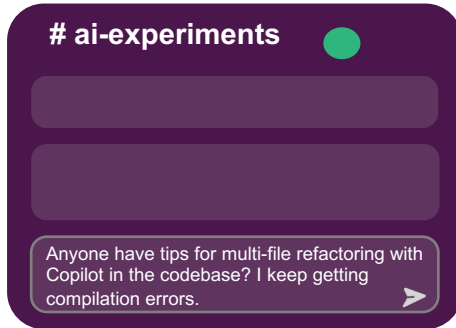 # ai-experiments
Anyone have tips for multi-file refactoring with
Copilot in the codebase? I keep getting
compilation errors.